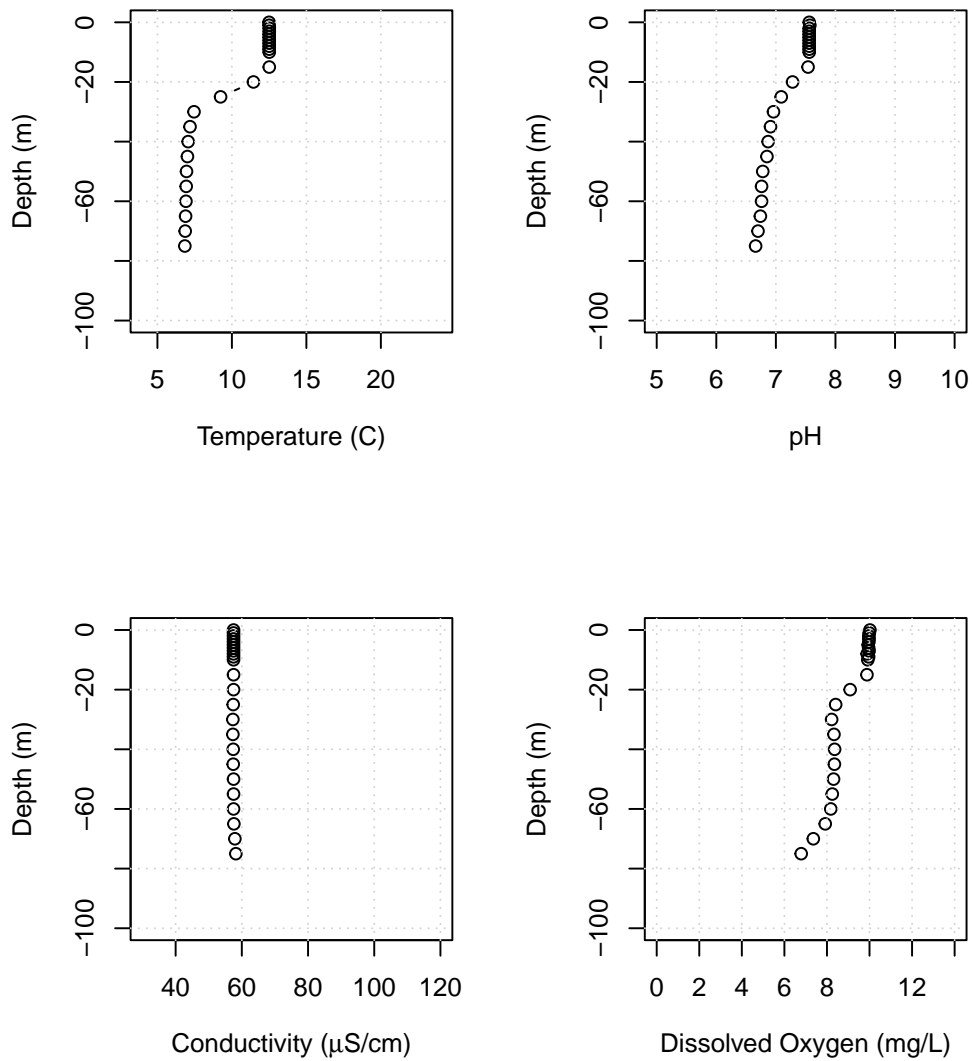 0
−20
−60
−100
Depth (m)
5 10 15 20
Temperature (C)
0
−20
−60
−100
Depth (m)
5 6 7 8 9 10
pH
0
−20
−60
−100
Depth (m)
40 60 80 100 120
Conductivity (µS/cm)
0
−20
−60
−100
Depth (m)
0 2 4 6 8 12
Dissolved Oxygen (mg/L)